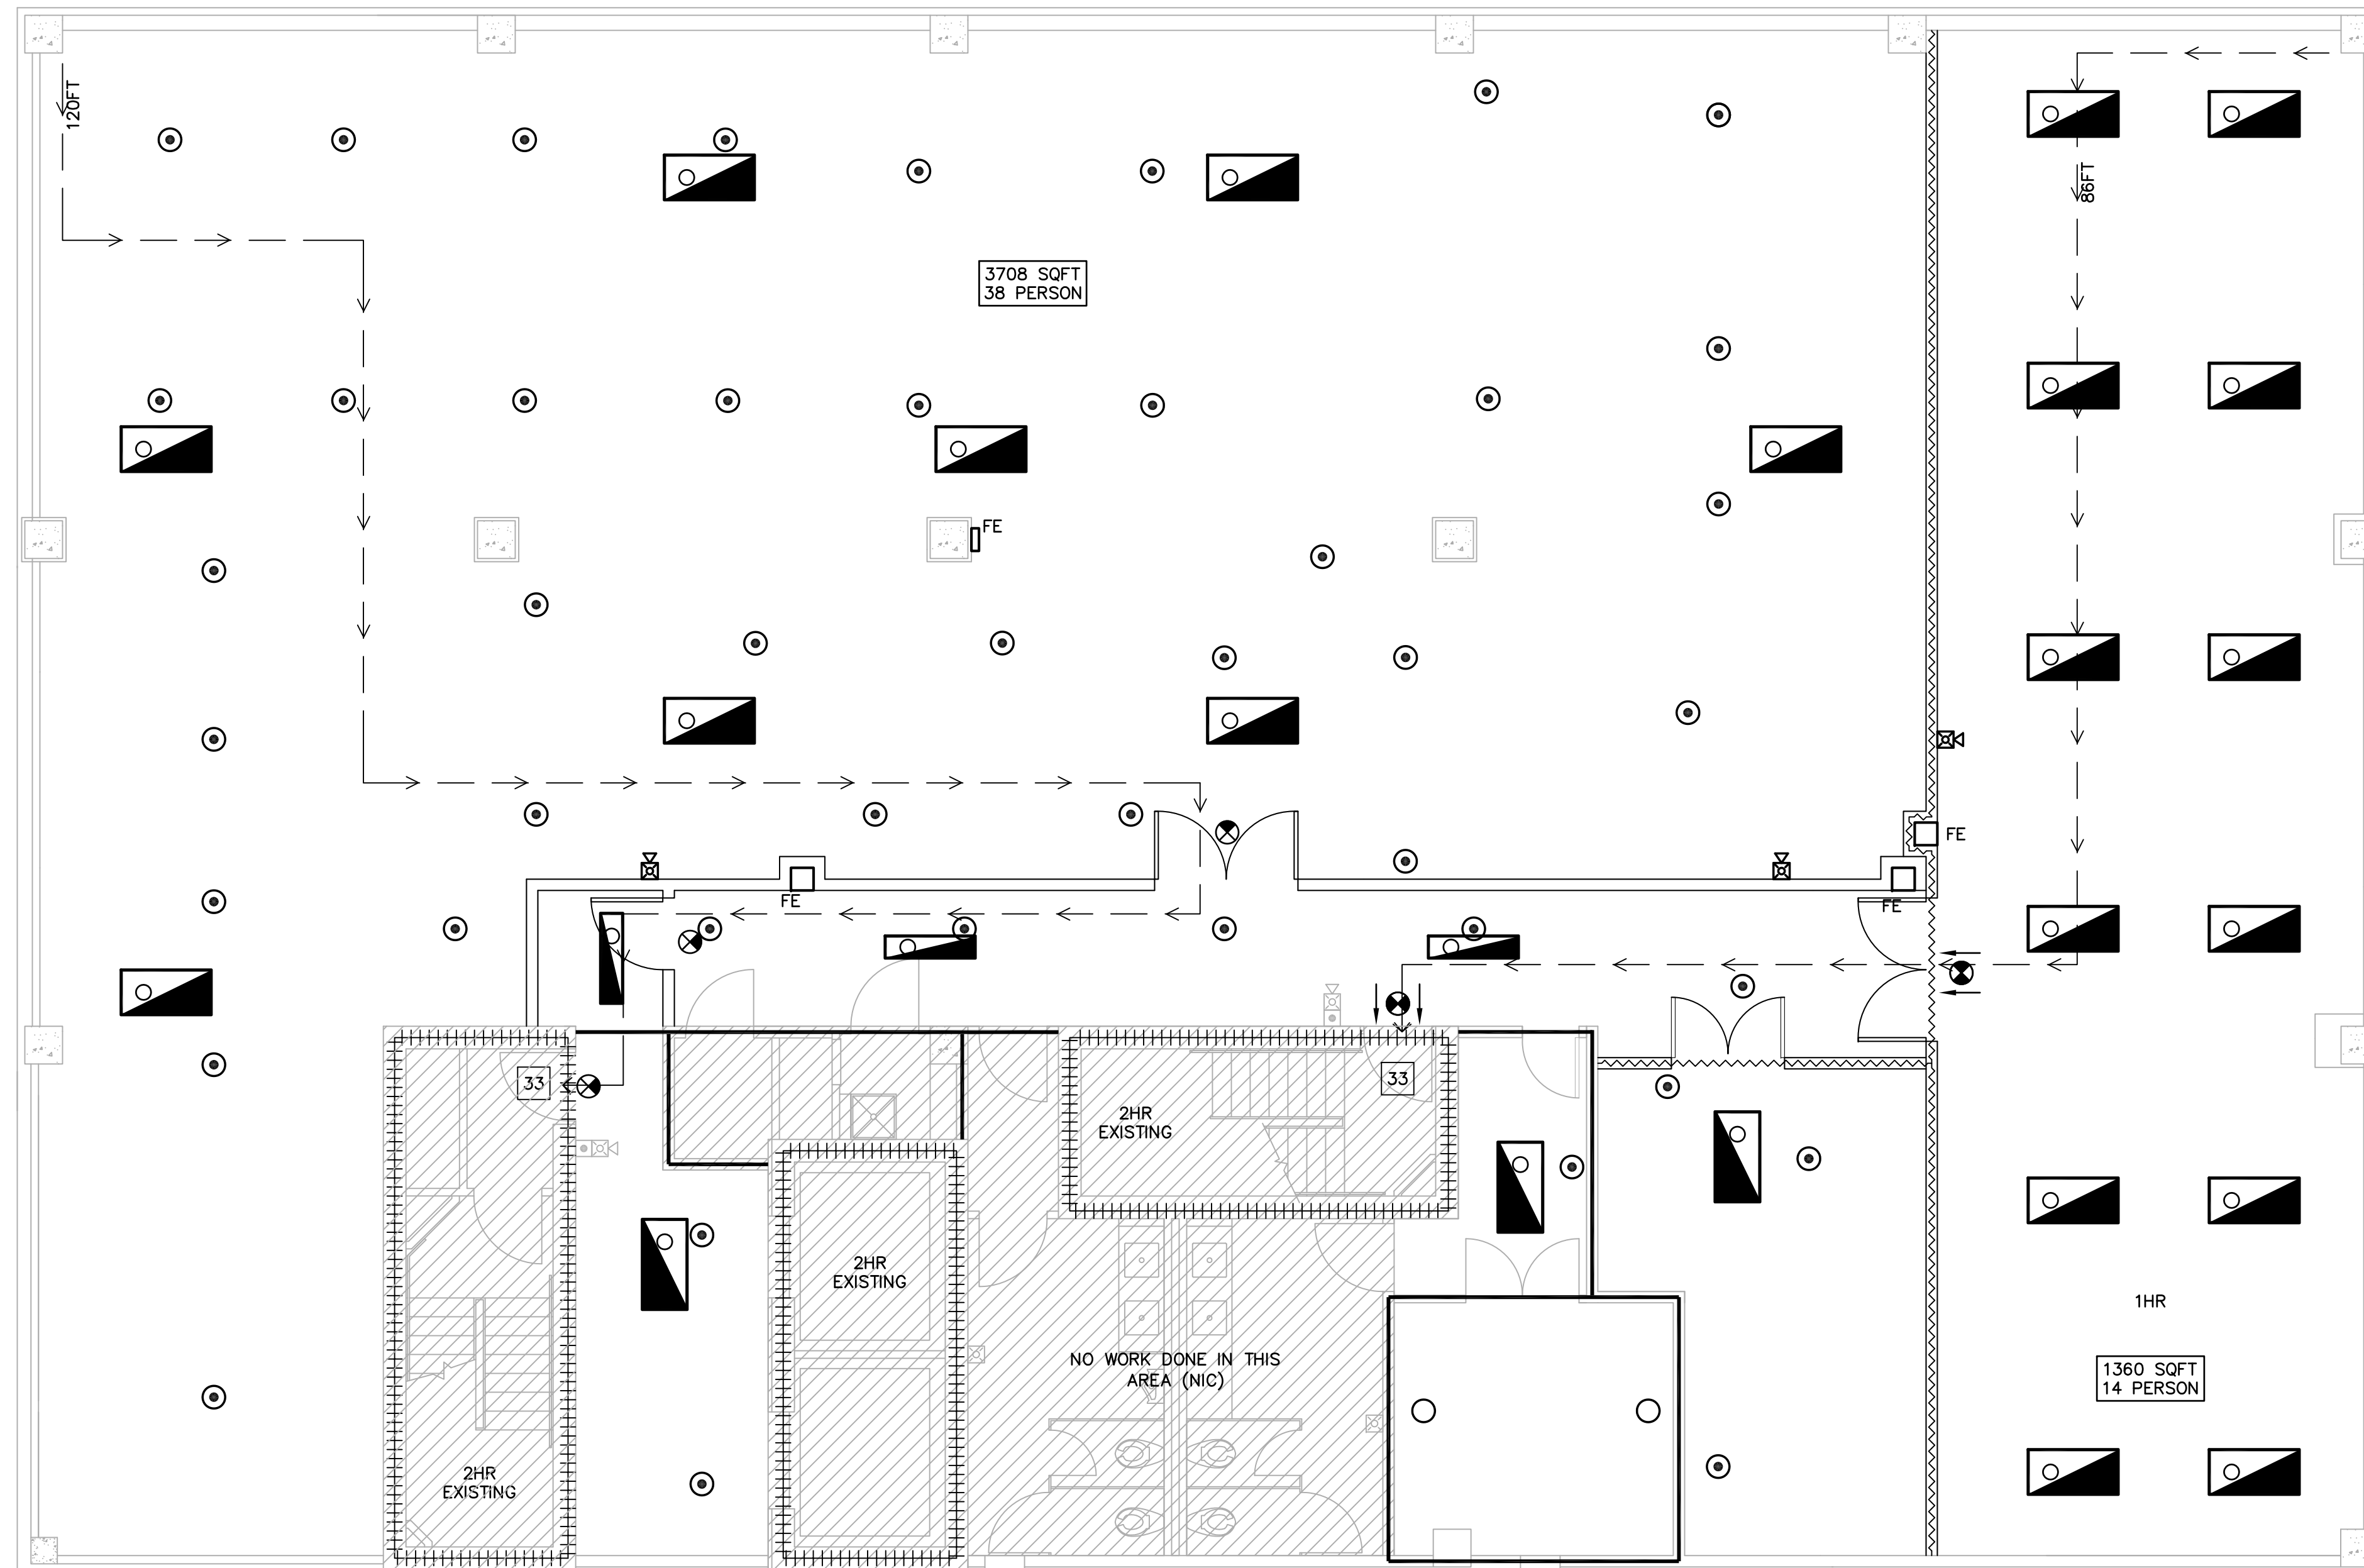 120FT
86FT
3708 SQFT
38 PERSON
FE
FE
FE
FE
33
33
2HR
EXISTING
2HR
EXISTING
1HR
NO WORK DONE IN THIS
AREA (NIC)
1360 SQFT
14 PERSON
2HR
EXISTING